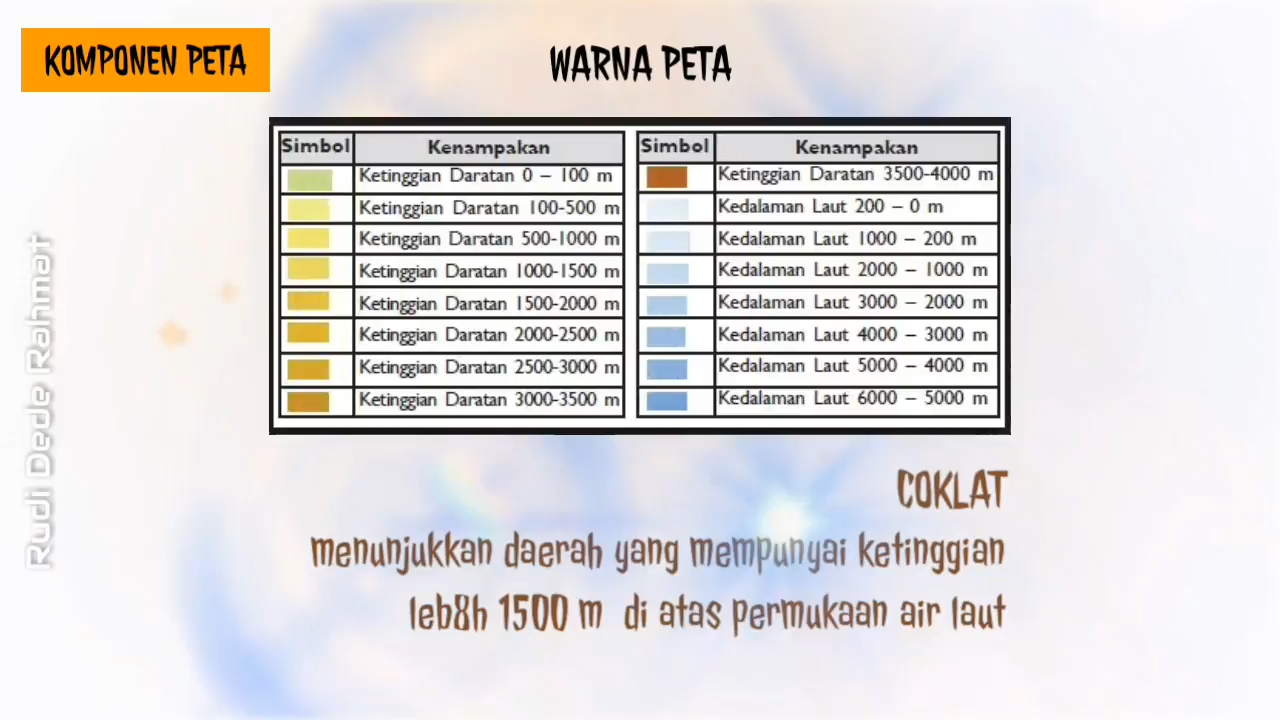 KOMPONEN PETA
WARNA PETA
Simbol Kenampakan
Ketinggian Daratan 0 – 100 m
Ketinggian Daratan 100-500 m
Ketinggian Daratan 500-1000 m
Ketinggian Daratan 1000-1500 m
Ketinggian Daratan 1500-2000 m
Ketinggian Daratan 2000-2500 m
Ketinggian Daratan 2500-3000 m
Ketinggian Daratan 3000-3500 m
Simbol Kenampakan
Ketinggian Daratan 3500-4000 m
Kedalaman Laut 200 – 0 m
Kedalaman Laut 1000 – 200 m
Kedalaman Laut 2000 – 1000 m
Kedalaman Laut 3000 – 2000 m
Kedalaman Laut 4000 – 3000 m
Kedalaman Laut 5000 – 4000 m
Kedalaman Laut 6000 – 5000 m
COKLAT
menunjukkan daerah yang mempunyai ketinggian
leb8h 1500 m di atas permukaan air laut
Rudi Dede Rahmat